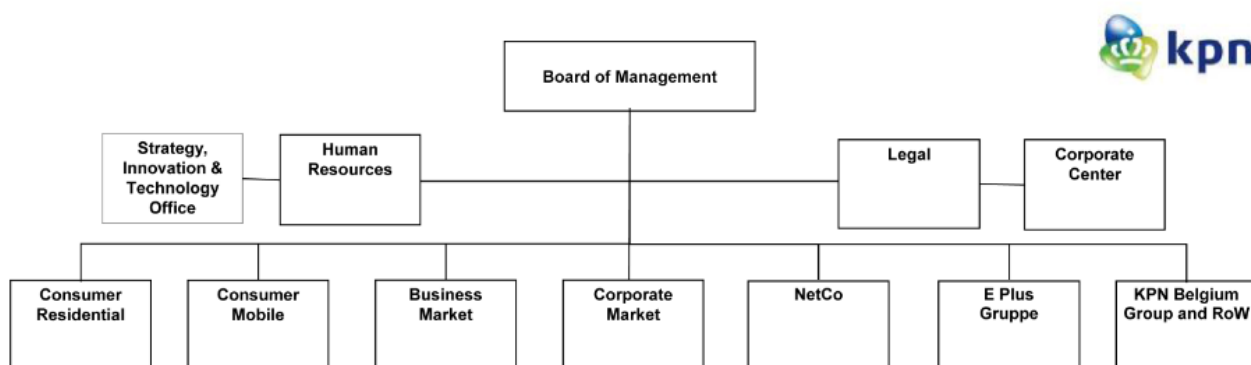 kpn
Board of Management
Strategy,
Innovation &
Technology
Office
Human
Resources
Legal
Corporate
Center
Consumer
Residential
Consumer
Mobile
Business
Market
Corporate
Market
NetCo
E Plus
Gruppe
KPN Belgium
Group and RoW